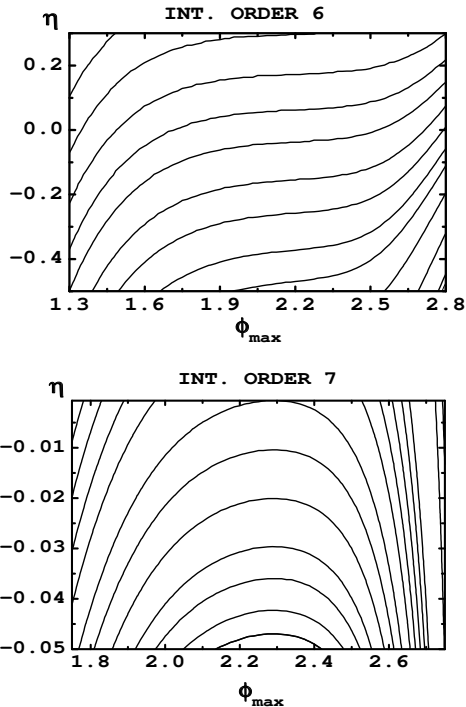 η INT. ORDER 6
0.2
0.0
−0.2
−0.4
1.3 1.6 1.9 2.2 2.5 2.8
ϕmax
η INT. ORDER 7
−0.01
−0.02
−0.03
−0.04
−0.05
1.8 2.0 2.2 2.4 2.6
ϕmax